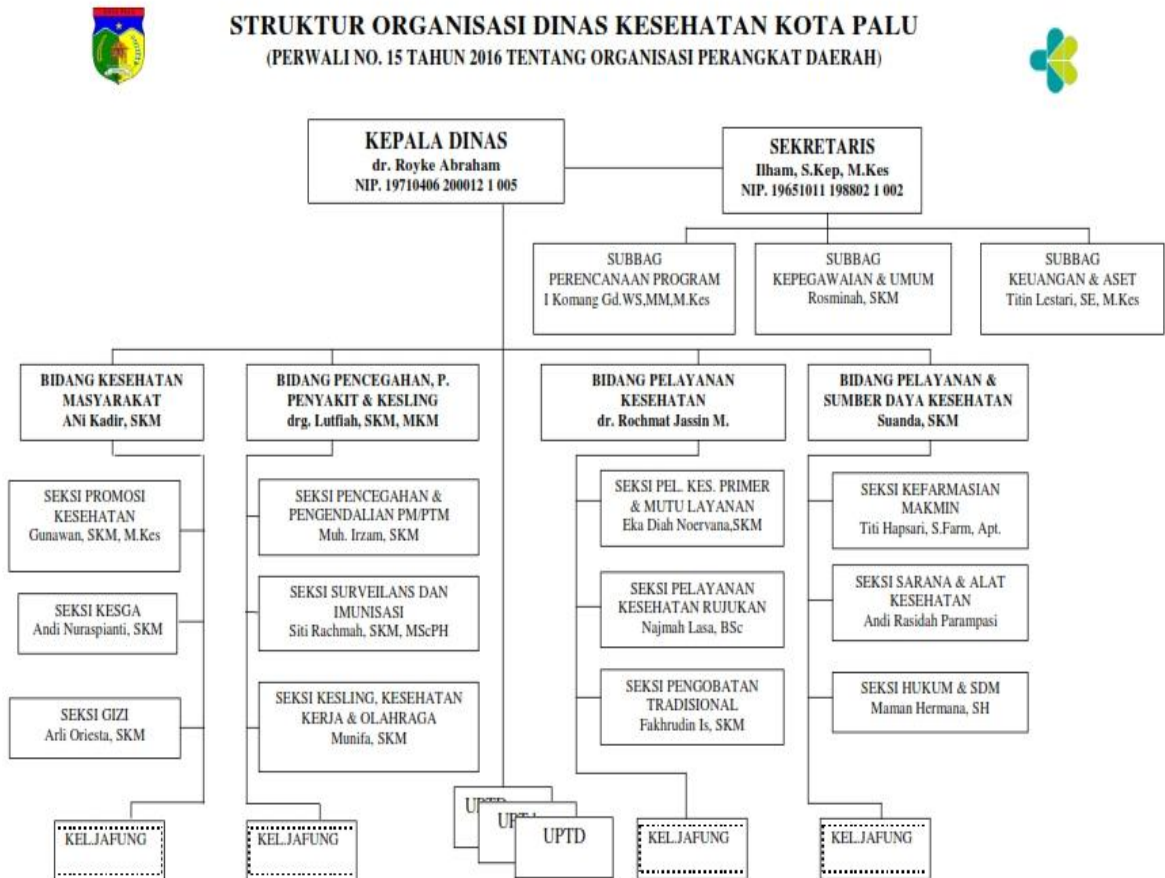 STRUKTUR ORGANISASI DINAS KESEHATAN KOTA PALU
(PERWALI NO. 15 TAHUN 2016 TENTANG ORGANISASI PERANGKAT DAERAH)
KEPALA DINAS
dr. Royke Abraham
NIP. 19710406 200012 1 005
SEKRETARIS
Ilham, S.Kep, M.Kes
NIP. 19651011 198802 1 002
SUBBAG
PERENCANAAN PROGRAM
I Komang Gd.WS,MM,M.Kes
SUBBAG
KEPEGAWAIAN & UMUM
Rosminah, SKM
SUBBAG
KEUANGAN & ASET
Titin Lestari, SE, M.Kes
BIDANG KESEHATAN
MASYARAKAT
ANi Kadir, SKM
BIDANG PENCEGAHAN, P.
PENYAKIT & KESLING
drg. Lutfiah, SKM, MKM
BIDANG PELAYANAN
KESEHATAN
dr. Rochmat Jassin M.
BIDANG PELAYANAN &
SUMBER DAYA KESEHATAN
Suanda, SKM
SEKSI PROMOSI
KESEHATAN
Gunawan, SKM, M.Kes
SEKSI KESGA
Andi Nuraspianti, SKM
SEKSI GIZI
Arli Oriesta, SKM
KEL.JAFUNG
SEKSI PENCEGAHAN &
PENGENDALIAN PM/PTM
Muh. Irzam, SKM
SEKSI SURVEILANS DAN
IMUNISASI
Siti Rachmah, SKM, MScPH
SEKSI KESLING, KESEHATAN
KERJA & OLAHRAGA
Munifa, SKM
KEL.JAFUNG
UPTD
SEKSI PEL. KES. PRIMER
& MUTU LAYANAN
Eka Diah Noervana,SKM
SEKSI PELAYANAN
KESEHATAN RUJUKAN
Najmah Lasa, BSc
SEKSI PENGOBATAN
TRADISIONAL
Fakhrudin Is, SKM
KEL.JAFUNG
SEKSI KEFARMASIAN
MAKMIN
Titi Hapsari, S.Farm, Apt.
SEKSI SARANA & ALAT
KESEHATAN
Andi Rasidah Parampasi
SEKSI HUKUM & SDM
Maman Hermana, SH
KEL.JAFUNG